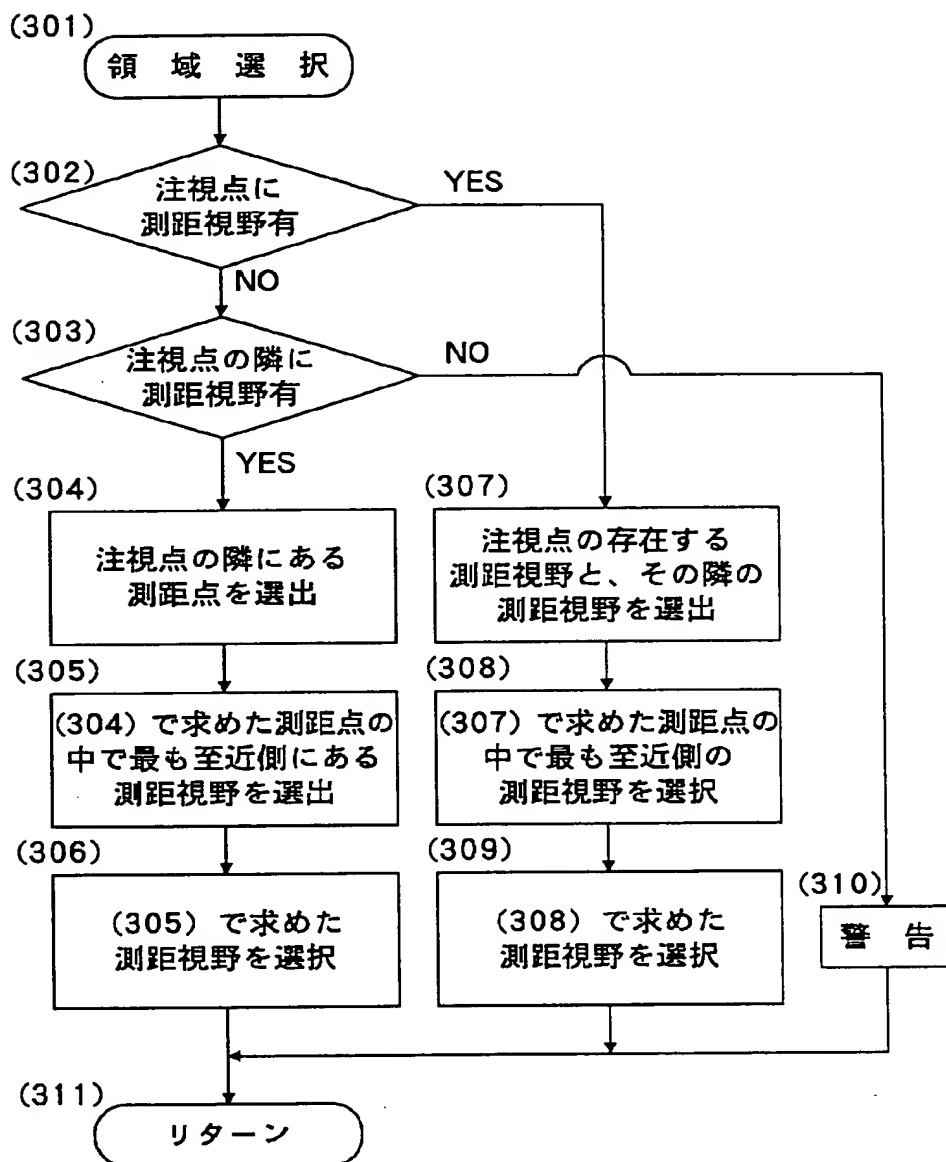 (301)
領域選択
(302)
注視点に
測距視野有
YES
NO
(303)
注視点の隣に
測距視野有
NO
YES
(304)
注視点の隣にある
測距点を選出
(305)
(304)で求めた測距点の
中で最も至近側にある
測距視野を選出
(306)
(305)で求めた
測距視野を選択
(307)
注視点の存在する
測距視野と、その隣の
測距視野を選出
(308)
(307)で求めた測距点の
中で最も至近側の
測距視野を選択
(309)
(308)で求めた
測距視野を選択
(310)
警告
(311)
リターン